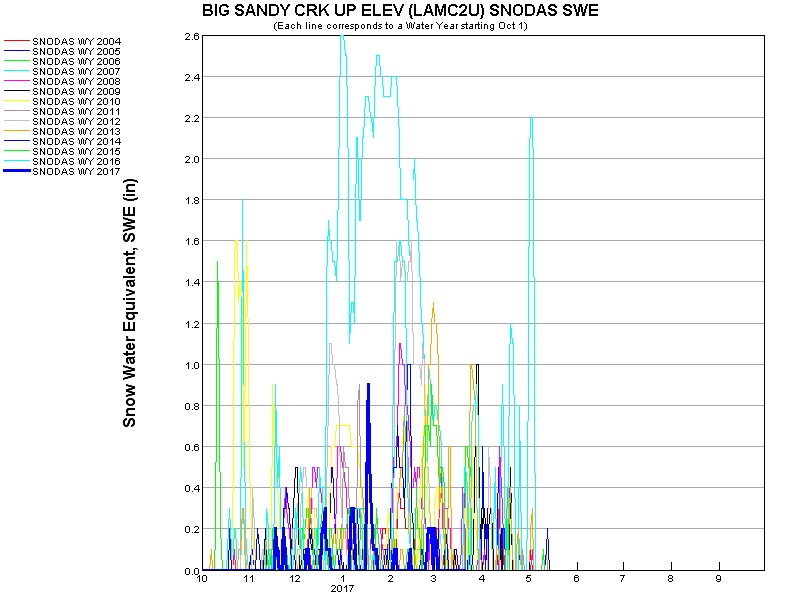 BIG SANDY CRK UP ELEV (LAMC2U) SNODAS SWE
(Each line corresponds to a Water Year starting Oct 1)
SNODAS WY 2004
SNODAS WY 2005
SNODAS WY 2006
SNODAS WY 2007
SNODAS WY 2008
SNODAS WY 2009
SNODAS WY 2010
SNODAS WY 2011
SNODAS WY 2012
SNODAS WY 2013
SNODAS WY 2014
SNODAS WY 2015
SNODAS WY 2016
SNODAS WY 2017
Snow Water Equivalent, SWE (in)
2.6
2.4
2.2
2.0
1.8
1.6
1.4
1.2
1.0
0.8
0.6
0.4
0.2
0.0
10 11 12 1 2 3 4 5 6 7 8 9
2017